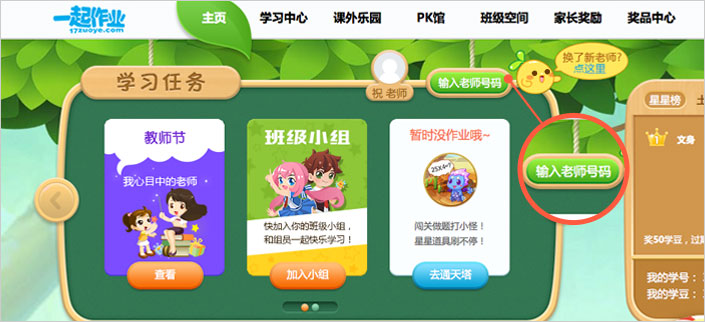 一起作业
17zuoye.com
主页
学习中心
课外乐园
PK馆
班级空间
家长奖励
奖品中心
学习任务
祝 老师
输入老师号码
换了新老师?
点这里
教师节
我心目中的老师
查看
班级小组
快加入你的班级小组，
和组员一起快乐学习！
加入小组
暂时没作业哦~
25X4=?
闯关做题打小怪！
星星道具刷不停！
去通天塔
输入老师号码
星星榜
文身
奖50学豆，过
我的学号：
我的学豆：